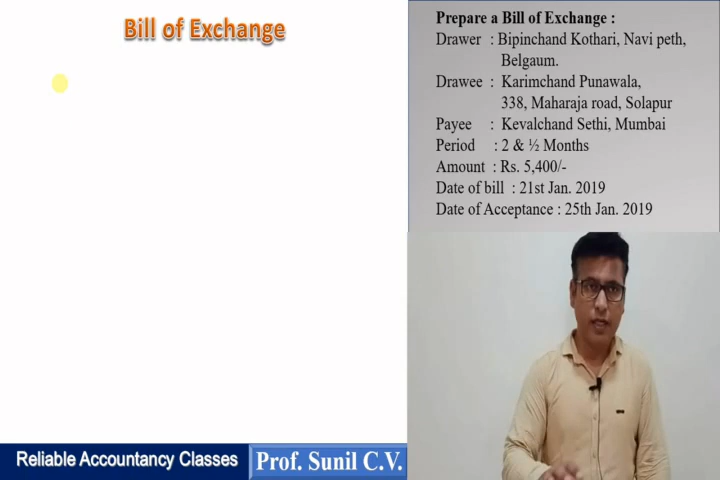 Bill of Exchange
Prepare a Bill of Exchange :
Drawer : Bipinchand Kothari, Navi peth,
Belgaum.
Drawee : Karimchand Punawala,
338, Maharaja road, Solapur
Payee : Kevalchand Sethi, Mumbai
Period : 2 & ½ Months
Amount : Rs. 5,400/-
Date of bill : 21st Jan. 2019
Date of Acceptance : 25th Jan. 2019
Reliable Accountancy Classes
Prof. Sunil C.V.